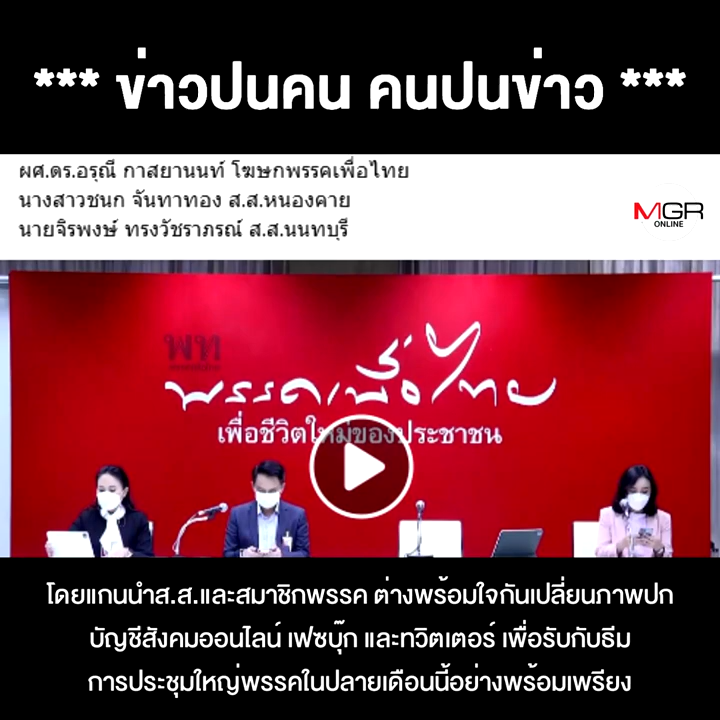 *** ข่าวปนคน คนปนข่าว ***
ผศ.ดร.อรุณี กาสยานนท์ โฆษกพรรคเพื่อไทย
นางสาวชนก จันทาทอง ส.ส.หนองคาย
นายจิรพงษ์ ทรงวัชราภรณ์ ส.ส.นนทบุรี
MGR
ONLINE
พท
พรรคเพื่อไทย
เพื่อชีวิตใหม่ของประชาชน
โดยแกนนำส.ส.และสมาชิกพรรค ต่างพร้อมใจกันเปลี่ยนภาพปก
บัญชีสังคมออนไลน์ เฟซบุ๊ก และทวิตเตอร์ เพื่อรับกับธีม
การประชุมใหญ่พรรคในปลายเดือนนี้อย่างพร้อมเพรียง